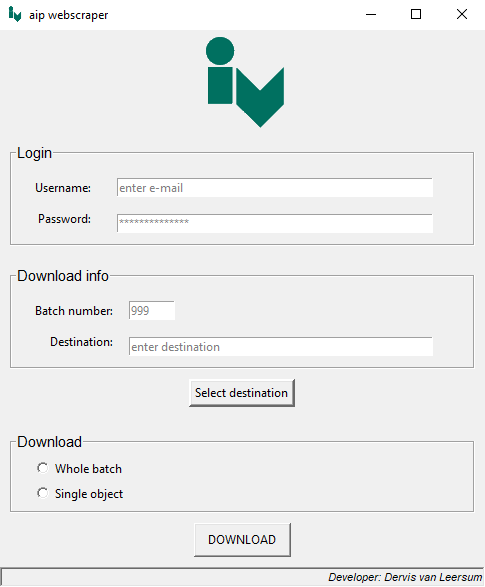 aip webscraper
Login
Username: enter e-mail
Password: **************
Download info
Batch number: 999
Destination: enter destination
Select destination
Download
Whole batch
Single object
DOWNLOAD
Developer: Dervis van Leersum